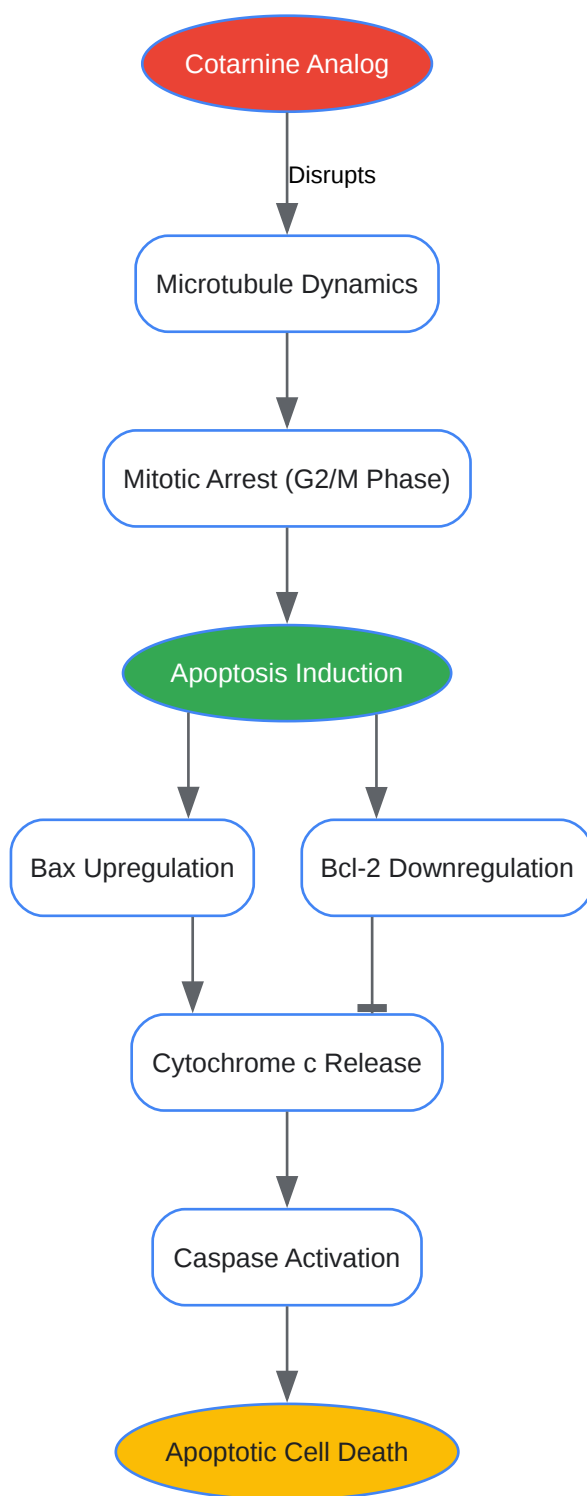 Cotarnine Analog
Disrupts
Microtubule Dynamics
Mitotic Arrest (G2/M Phase)
Apoptosis Induction
Bax Upregulation
Bcl-2 Downregulation
Cytochrome c Release
Caspase Activation
Apoptotic Cell Death